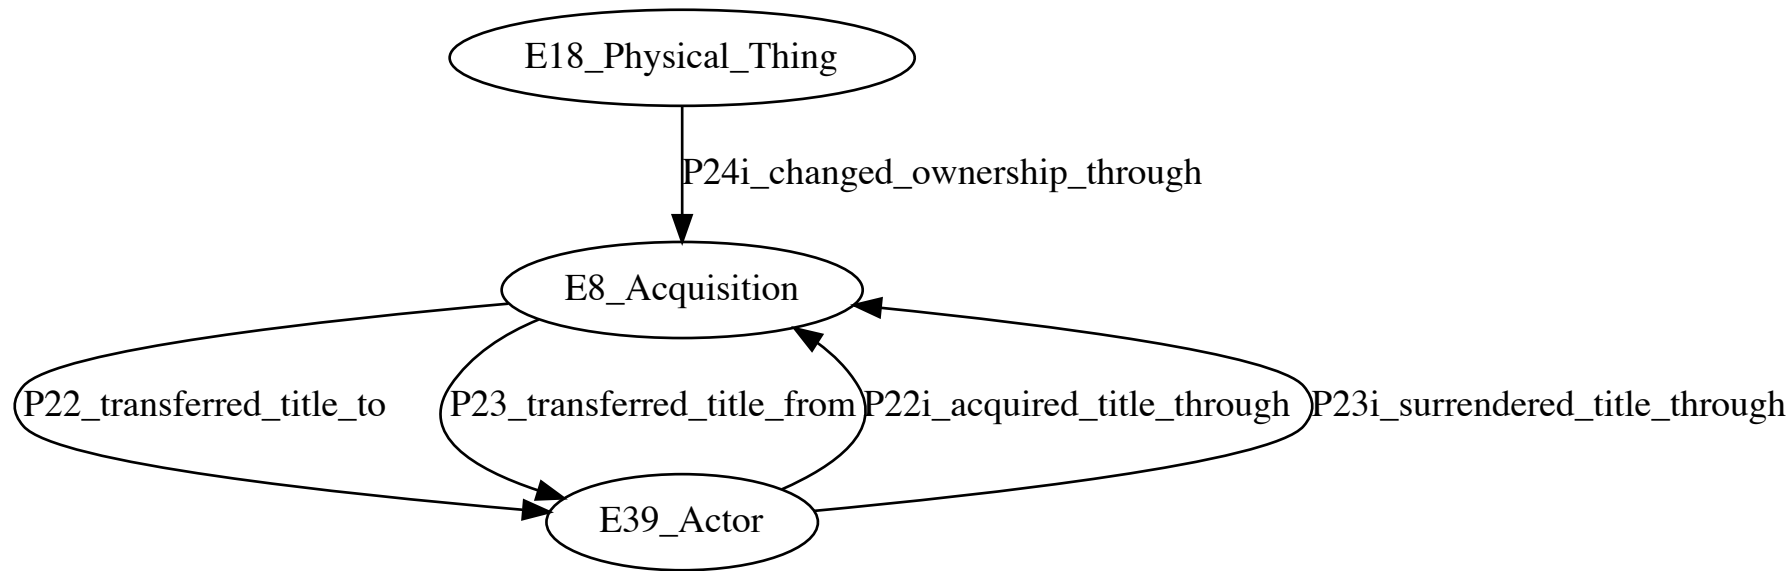 E18_Physical_Thing
P24i_changed_ownership_through
E8_Acquisition
P22_transferred_title_to
P23_transferred_title_from
P22i_acquired_title_through
P23i_surrendered_title_through
E39_Actor